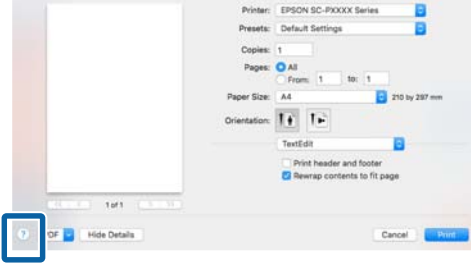 Printer: EPSON SC-PXXXX Series
Presets: Default Settings
Copies: 1
Pages: All
From: 1 to: 1
Paper Size: A4 210 by 297 mm
Orientation:
TextEdit
Print header and footer
Rewrap contents to fit page
1 of 1
? DF Hide Details Cancel Print